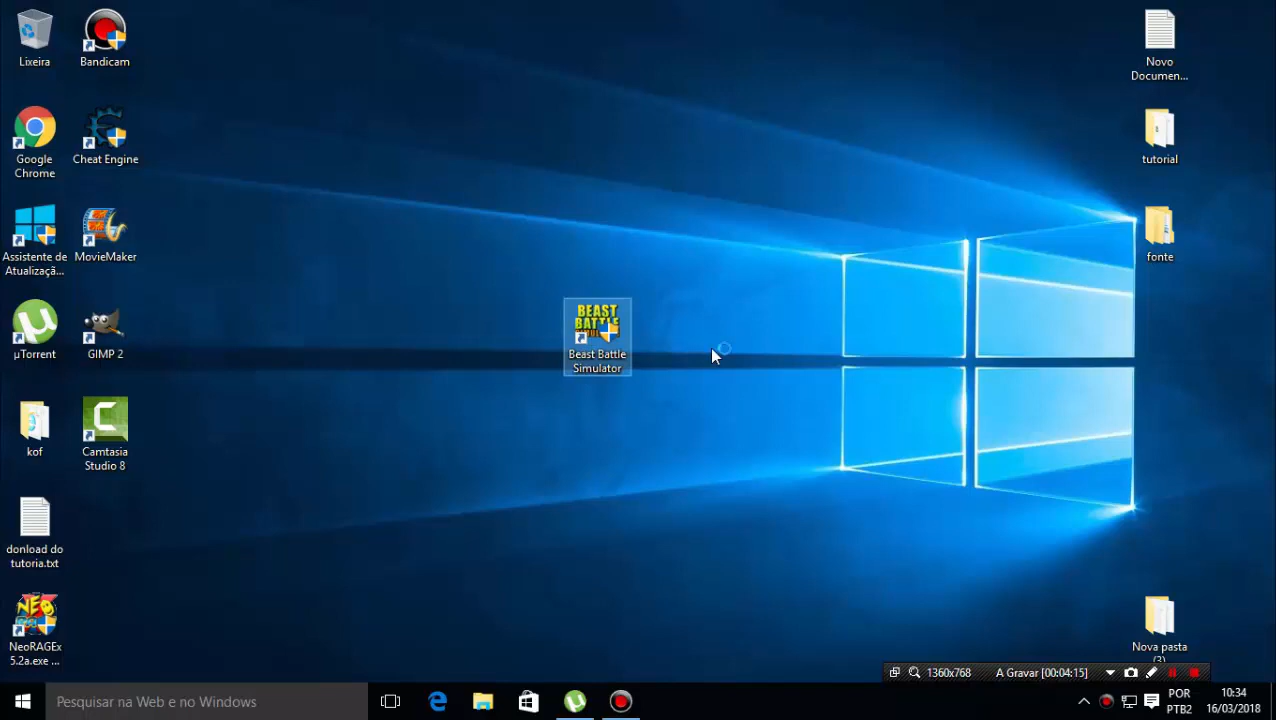 Lixeira
Bandicam
Google
Chrome
Cheat Engine
Assistente de
Atualizaçã...
MovieMaker
µTorrent
GIMP 2
kof
Camtasia
Studio 8
donload do
tutoria.txt
NeoRAGEx
5.2a.exe ...
BEAST
BATTLE
Beast Battle
Simulator
Novo
Documen...
tutorial
fonte
Nova pasta
(3)
1360x768
A Gravar [00:04:15]
Pesquisar na Web e no Windows
POR
PTB2
10:34
16/03/2018